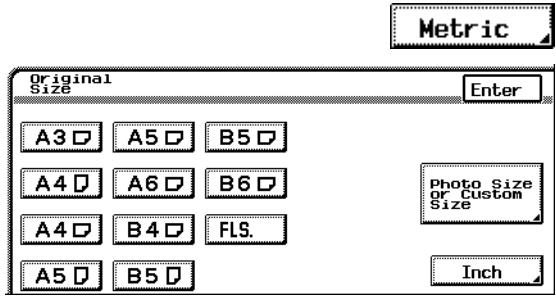 Metric
Original
Size
Enter
A3 A5 B5
A4 A6 B6
Photo Size
or Custom
Size
A4 B4 FLS.
A5 B5
Inch